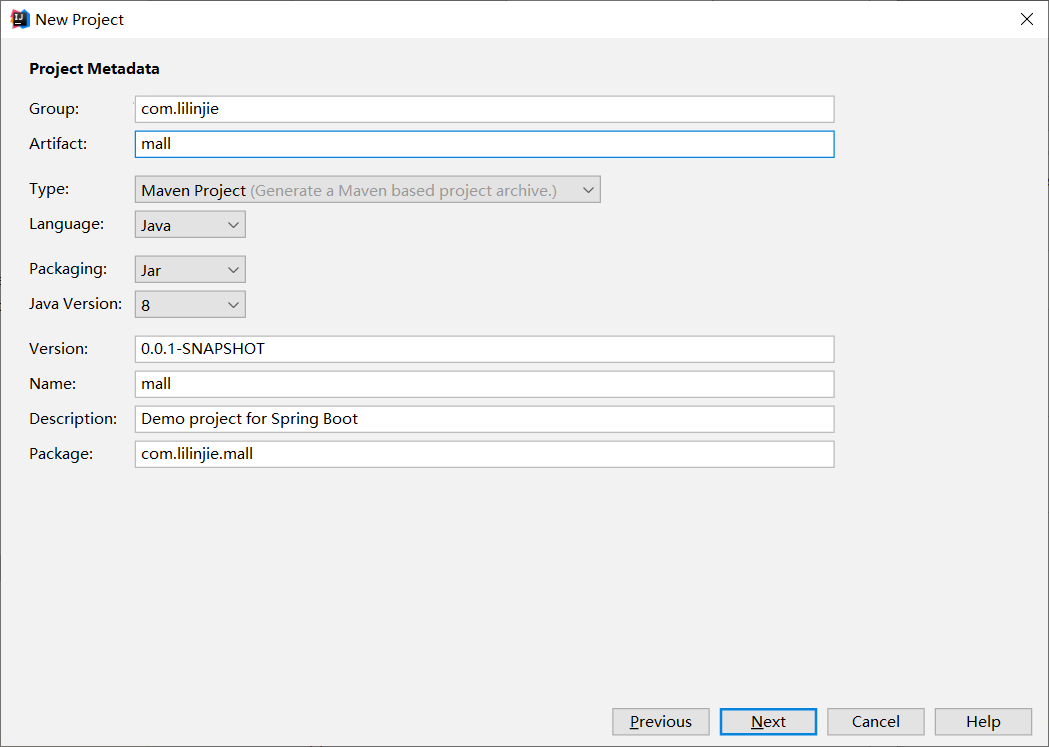 New Project
Project Metadata
Group: com.lilinjie
Artifact: mall
Type: Maven Project (Generate a Maven based project archive.)
Language: Java
Packaging: Jar
Java Version: 8
Version: 0.0.1-SNAPSHOT
Name: mall
Description: Demo project for Spring Boot
Package: com.lilinjie.mall
Previous Next Cancel Help